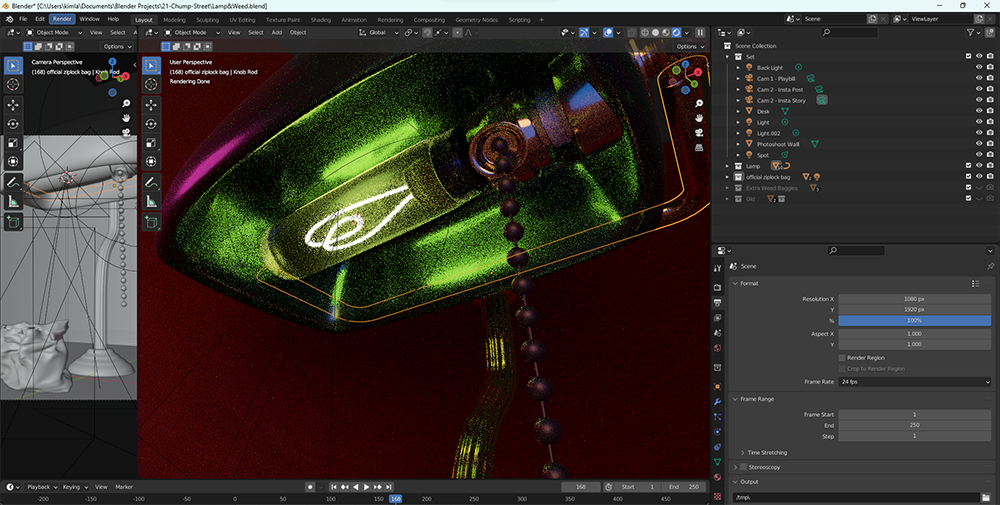 Blender* [C:\Users\kimla\Documents\Blender Projects\21-Chump-Street\Lamp&Weed.blend]
File Edit Render Window Help Layout Modeling Sculpting UV Editing Texture Paint Shading Animation Rendering Compositing Geometry Nodes Scripting + Scene ViewLayer
Object Mode View Select Object Mode View Select Add Object Global
Options Options
Camera Perspective
(168) official ziplock bag | Knob Rod
User Perspective
(168) official ziplock bag | Knob Rod
Rendering Done
Scene Collection
Set
Back Light
Cam 1 - Playbill
Cam 2 - Insta Post
Cam 2 - Insta Story
Desk
Light
Light.002
Photoshoot Wall
Spot
Lamp
official ziplock bag
Extra Weed Baggies
Old
Scene
Format
Resolution X 1080 px
Y 1920 px
% 100%
Aspect X 1.000
Y 1.000
Render Region
Crop to Render Region
Frame Rate 24 fps
Frame Range
Frame Start 1
End 250
Step 1
Time Stretching
Stereoscopy
Output
/tmp\
Playback Keying View Marker 168 Start 1 End 250
-200 -150 -100 -50 0 50 100 168 200 250 300 350 400 450